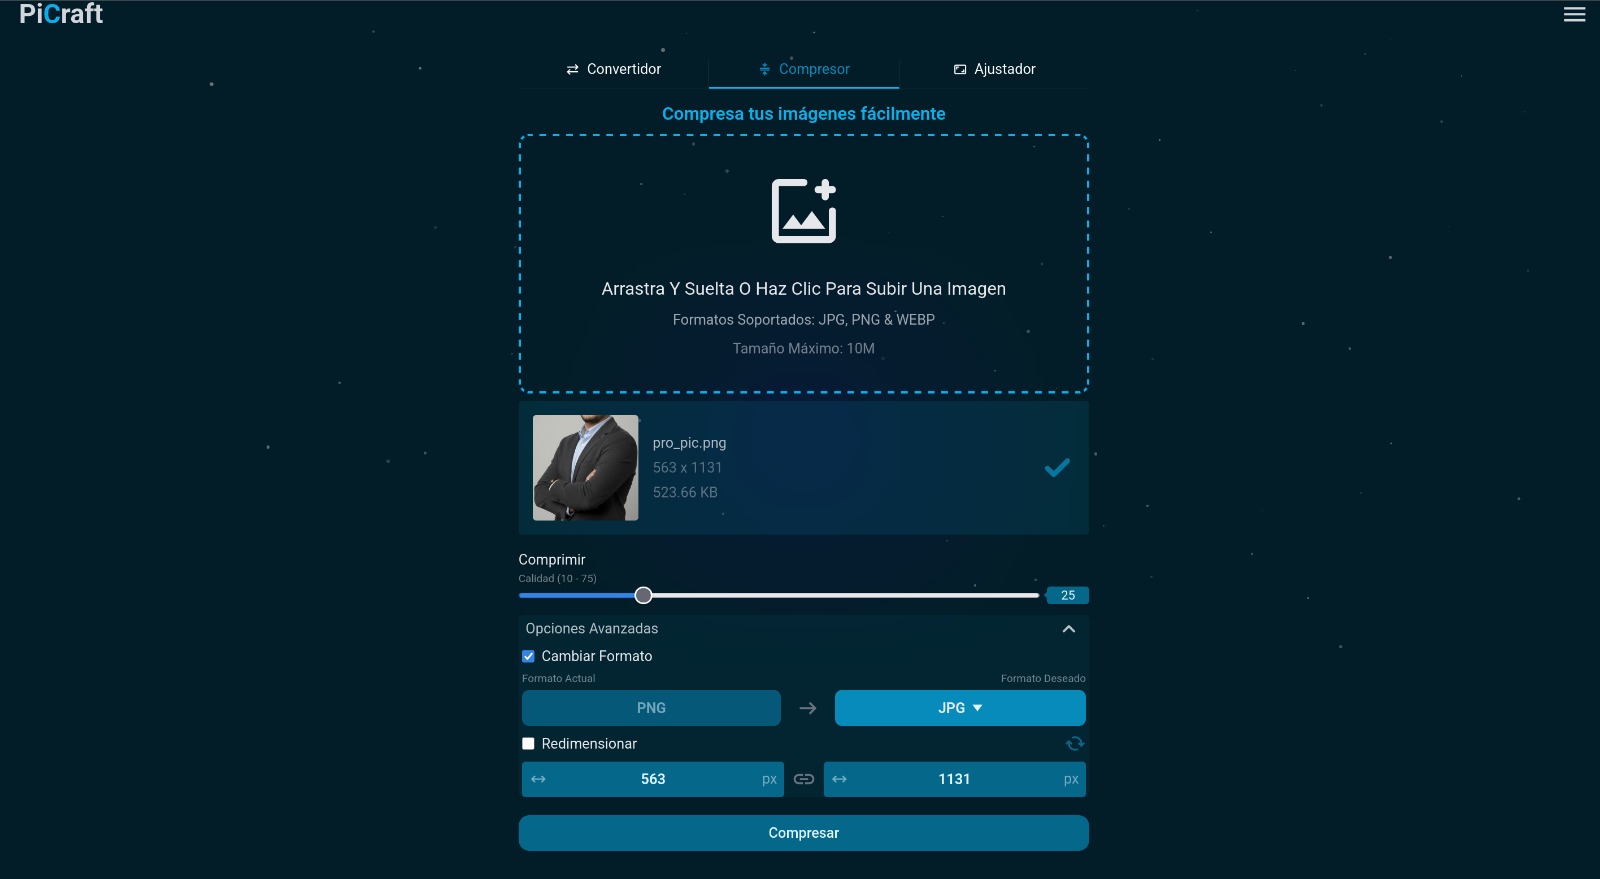 PiCraft
Convertidor
Compresor
Ajustador
Compresa tus imágenes fácilmente
Arrastra Y Suelta O Haz Clic Para Subir Una Imagen
Formatos Soportados: JPG, PNG & WEBP
Tamaño Máximo: 10M
pro_pic.png
563 x 1131
523.66 KB
Comprimir
Calidad (10 - 75)
25
Opciones Avanzadas
Cambiar Formato
Formato Actual
Formato Deseado
PNG
JPG
Redimensionar
563 px
1131 px
Compresar